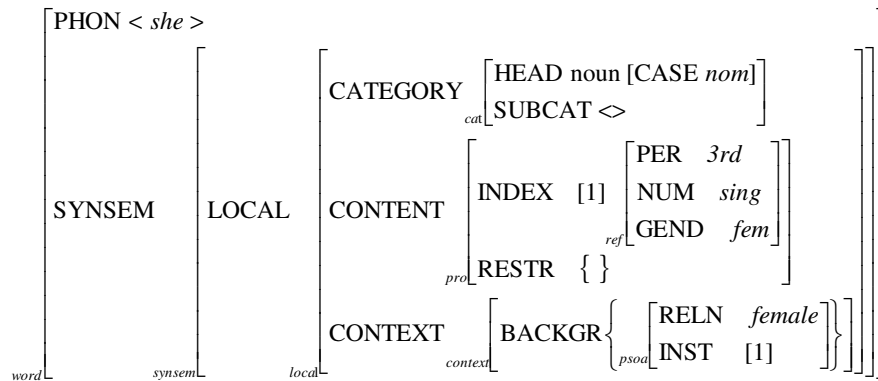 PHON < she >
HEAD noun [CASE nom]
CATEGORY
cat SUBCAT <>
PER 3rd
SYNSEM LOCAL CONTENT INDEX [1] NUM sing
ref GEND fem
pro RESTR { }
RELN female
CONTEXT BACKGR { }
context psoa INST [1]
word synsem local